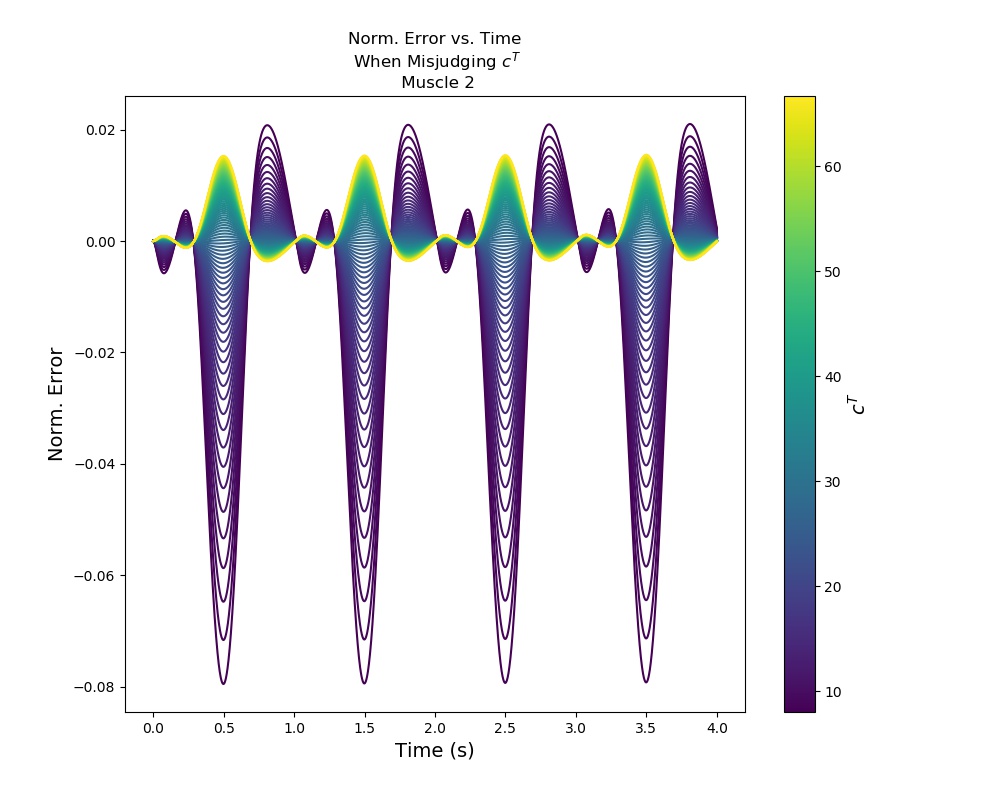 Norm. Error vs. Time
When Misjudging c^T
Muscle 2
Norm. Error
0.02
0.00
−0.02
−0.04
−0.06
−0.08
0.0 0.5 1.0 1.5 2.0 2.5 3.0 3.5 4.0
Time (s)
60
50
40
30
20
10
c^T